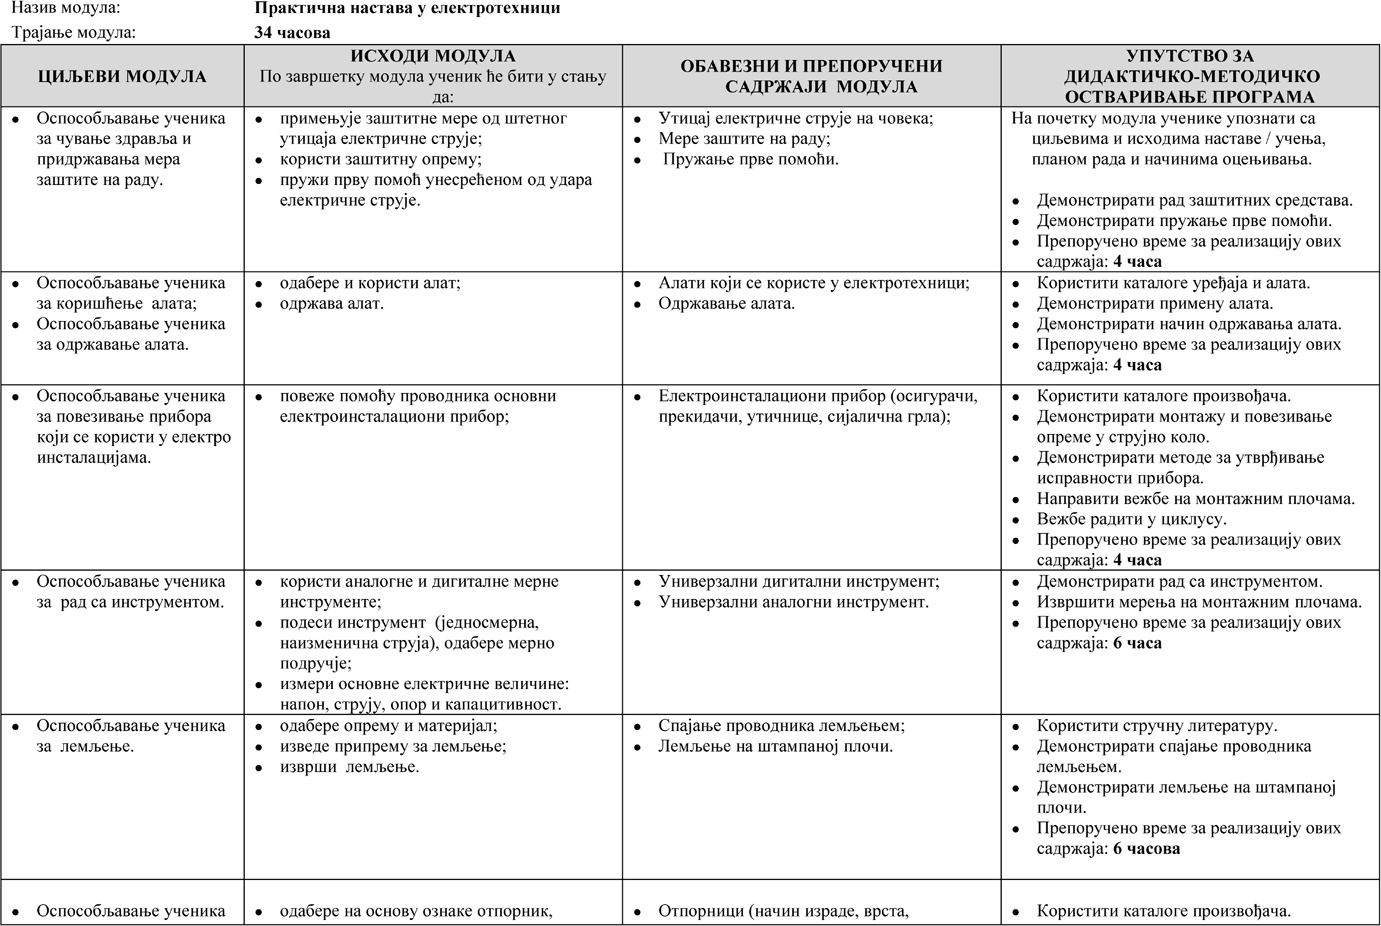 Назив модула: Практична настава у електротехници
Трајање модула: 34 часова
ЦИЉЕВИ МОДУЛА
ИСХОДИ МОДУЛА
По завршетку модула ученик ће бити у стању
да:
ОБАВЕЗНИ И ПРЕПОРУЧЕНИ
САДРЖАЈИ МОДУЛА
УПУТСТВО ЗА
ДИДАКТИЧКО-МЕТОДИЧКО
ОСТВАРИВАЊЕ ПРОГРАМА
● Оспособљавање ученика
за чување здравља и
придржавања мера
заштите на раду.
● примењује заштитне мере од штетног
утицаја електричне струје;
● користи заштитну опрему;
● пружи прву помоћ унесрећеном од удара
електричне струје.
● Утицај електричне струје на човека;
● Мере заштите на раду;
● Пружање прве помоћи.
На почетку модула ученике упознати са
циљевима и исходима наставе / учења,
планом рада и начинима оцењивања.
● Демонстрирати рад заштитних средстава.
● Демонстрирати пружање прве помоћи.
● Препоручено време за реализацију ових
садржаја: 4 часа
● Оспособљавање ученика
за коришћење алата;
● Оспособљавање ученика
за одржавање алата.
● одабере и користи алат;
● одржава алат.
● Алати који се користе у електротехници;
● Одржавање алата.
● Користити каталоге уређаја и алата.
● Демонстрирати примену алата.
● Демонстрирати начин одржавања алата.
● Препоручено време за реализацију ових
садржаја: 4 часа
● Оспособљавање ученика
за повезивање прибора
који се користи у електро
инсталацијама.
● повеже помоћу проводника основни
електроинсталациони прибор;
● Електроинсталациони прибор (осигурачи,
прекидачи, утичнице, сијалична грла);
● Користити каталоге произвођача.
● Демонстрирати монтажу и повезивање
опреме у струјно коло.
● Демонстрирати методе за утврђивање
исправности прибора.
● Направити вежбе на монтажним плочама.
● Вежбе радити у циклусу.
● Препоручено време за реализацију ових
садржаја: 4 часа
● Оспособљавање ученика
за рад са инструментом.
● користи аналогне и дигиталне мерне
инструменте;
● подеси инструмент (једносмерна,
наизменична струја), одабере мерно
подручје;
● измери основне електричне величине:
напон, струју, опор и капацитивност.
● Универзални дигитални инструмент;
● Универзални аналогни инструмент.
● Демонстрирати рад са инструментом.
● Извршити мерења на монтажним плочама.
● Препоручено време за реализацију ових
садржаја: 6 часа
● Оспособљавање ученика
за лемљење.
● одабере опрему и материјал;
● изведе припрему за лемљење;
● изврши лемљење.
● Спајање проводника лемљењем;
● Лемљење на штампаној плочи.
● Користити стручну литературу.
● Демонстрирати спајање проводника
лемљењем.
● Демонстрирати лемљење на штампаној
плочи.
● Препоручено време за реализацију ових
садржаја: 6 часова
● Оспособљавање ученика
● одабере на основу ознаке отпорник,
● Отпорници (начин израде, врста,
● Користити каталоге произвођача.